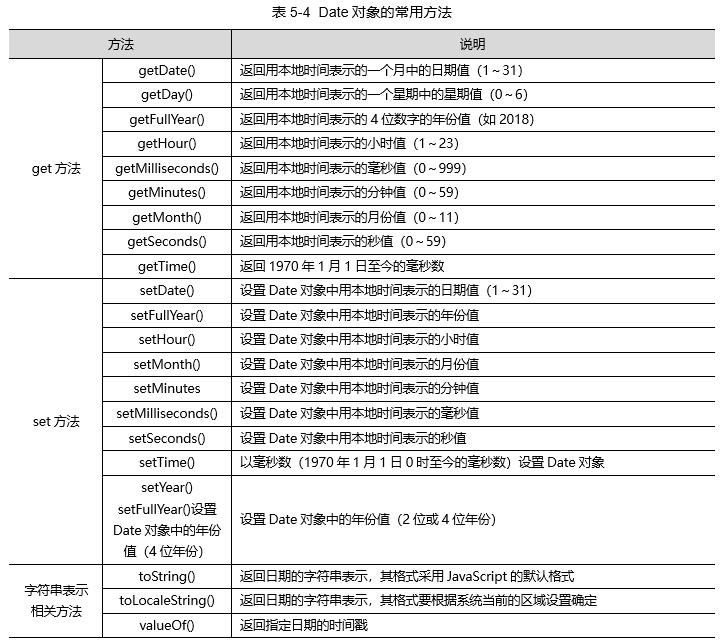 表 5-4 Date 对象的常用方法
方法 说明
get 方法
getDate() 返回用本地时间表示的一个月中的日期值（1～31）
getDay() 返回用本地时间表示的一个星期中的星期值（0～6）
getFullYear() 返回用本地时间表示的 4 位数字的年份值（如 2018）
getHour() 返回用本地时间表示的小时值（1～23）
getMilliseconds() 返回用本地时间表示的毫秒值（0～999）
getMinutes() 返回用本地时间表示的分钟值（0～59）
getMonth() 返回用本地时间表示的月份值（0～11）
getSeconds() 返回用本地时间表示的秒值（0～59）
getTime() 返回 1970 年 1 月 1 日至今的毫秒数
set 方法
setDate() 设置 Date 对象中用本地时间表示的日期值（1～31）
setFullYear() 设置 Date 对象中用本地时间表示的年份值
setHour() 设置 Date 对象中用本地时间表示的小时值
setMonth() 设置 Date 对象中用本地时间表示的月份值
setMinutes 设置 Date 对象中用本地时间表示的分钟值
setMilliseconds() 设置 Date 对象中用本地时间表示的毫秒值
setSeconds() 设置 Date 对象中用本地时间表示的秒值
setTime() 以毫秒数（1970 年 1 月 1 日 0 时至今的毫秒数）设置 Date 对象
setYear()
setFullYear()设置
Date 对象中的年份
值（4 位年份）
设置 Date 对象中的年份值（2 位或 4 位年份）
字符串表示
相关方法
toString() 返回日期的字符串表示，其格式采用 JavaScript 的默认格式
toLocaleString() 返回日期的字符串表示，其格式要根据系统当前的区域设置确定
valueOf() 返回指定日期的时间戳